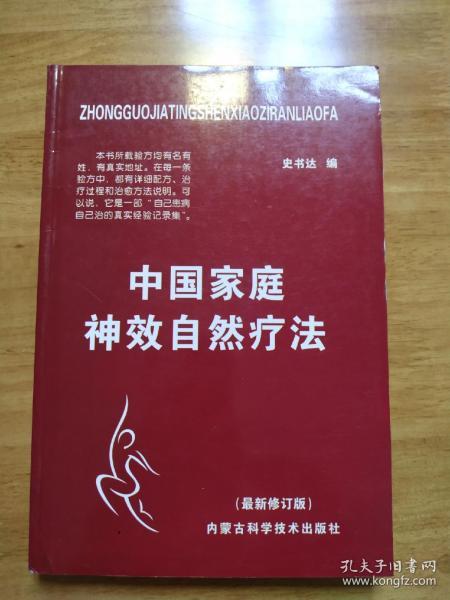 ZHONGGUOJIATINGSHENXIAOZIRANLIAOFA
本书所载验方均有名有
姓,有真实地址。在每一条
验方中,都有详细配方、治
疗过程和治愈方法说明。可
以说,它是一部“自己患病
自己治的真实经验记录集”。
史书达 编
中国家庭
神效自然疗法
(最新修订版)
内蒙古科学技术出版社
孔夫子旧书网
www.kongfz.com